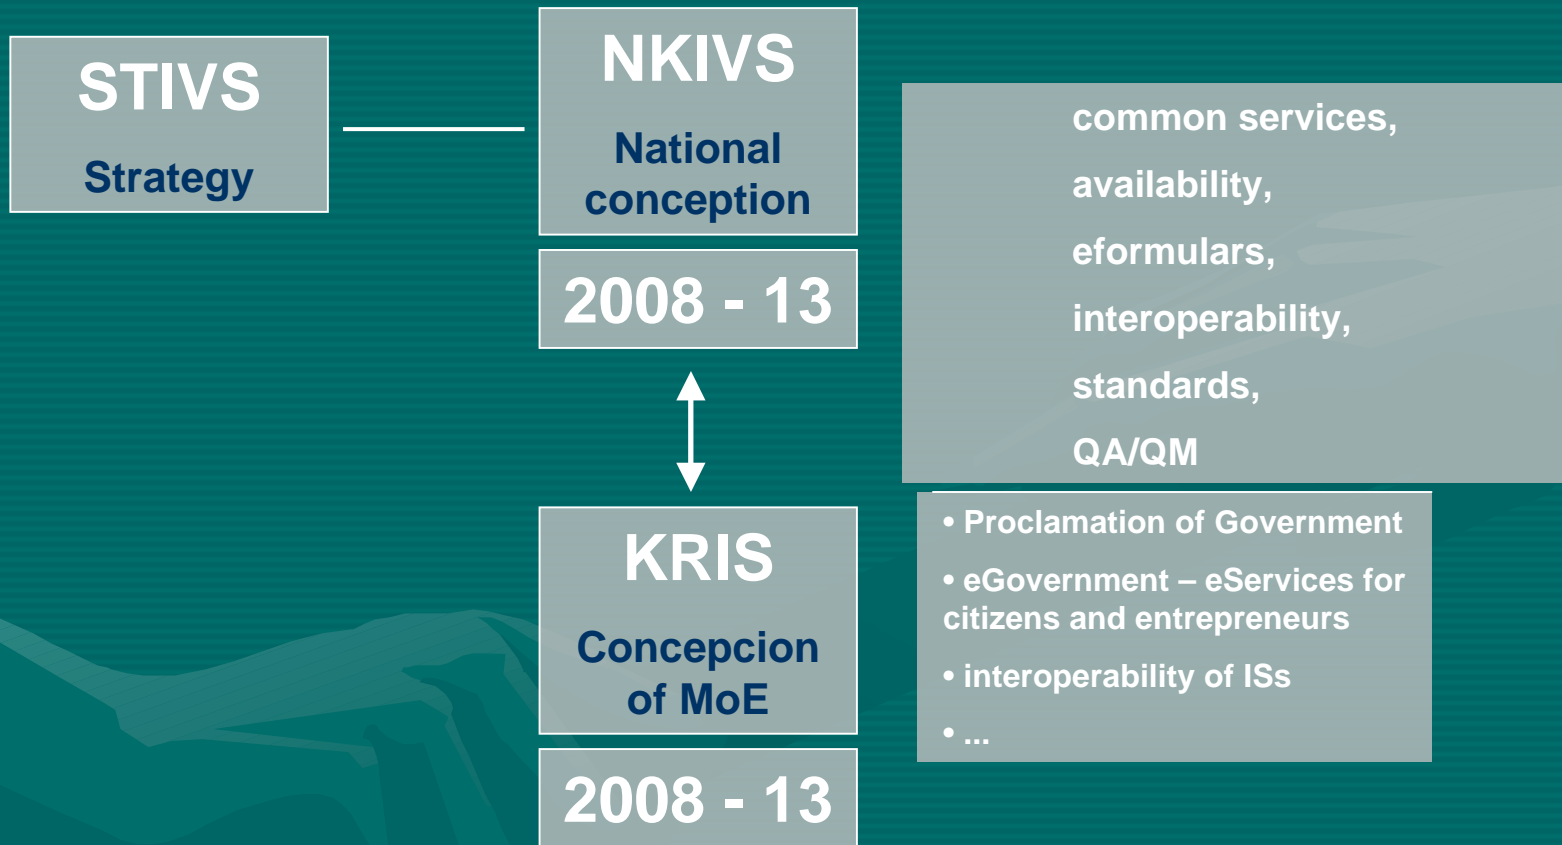 STIVS
Strategy
NKIVS
National
conception
2008 - 13
common services,
availability,
eformulars,
interoperability,
standards,
QA/QM
KRIS
Concepcion
of MoE
2008 - 13
• Proclamation of Government
• eGovernment – eServices for
citizens and entrepreneurs
• interoperability of ISs
• ...